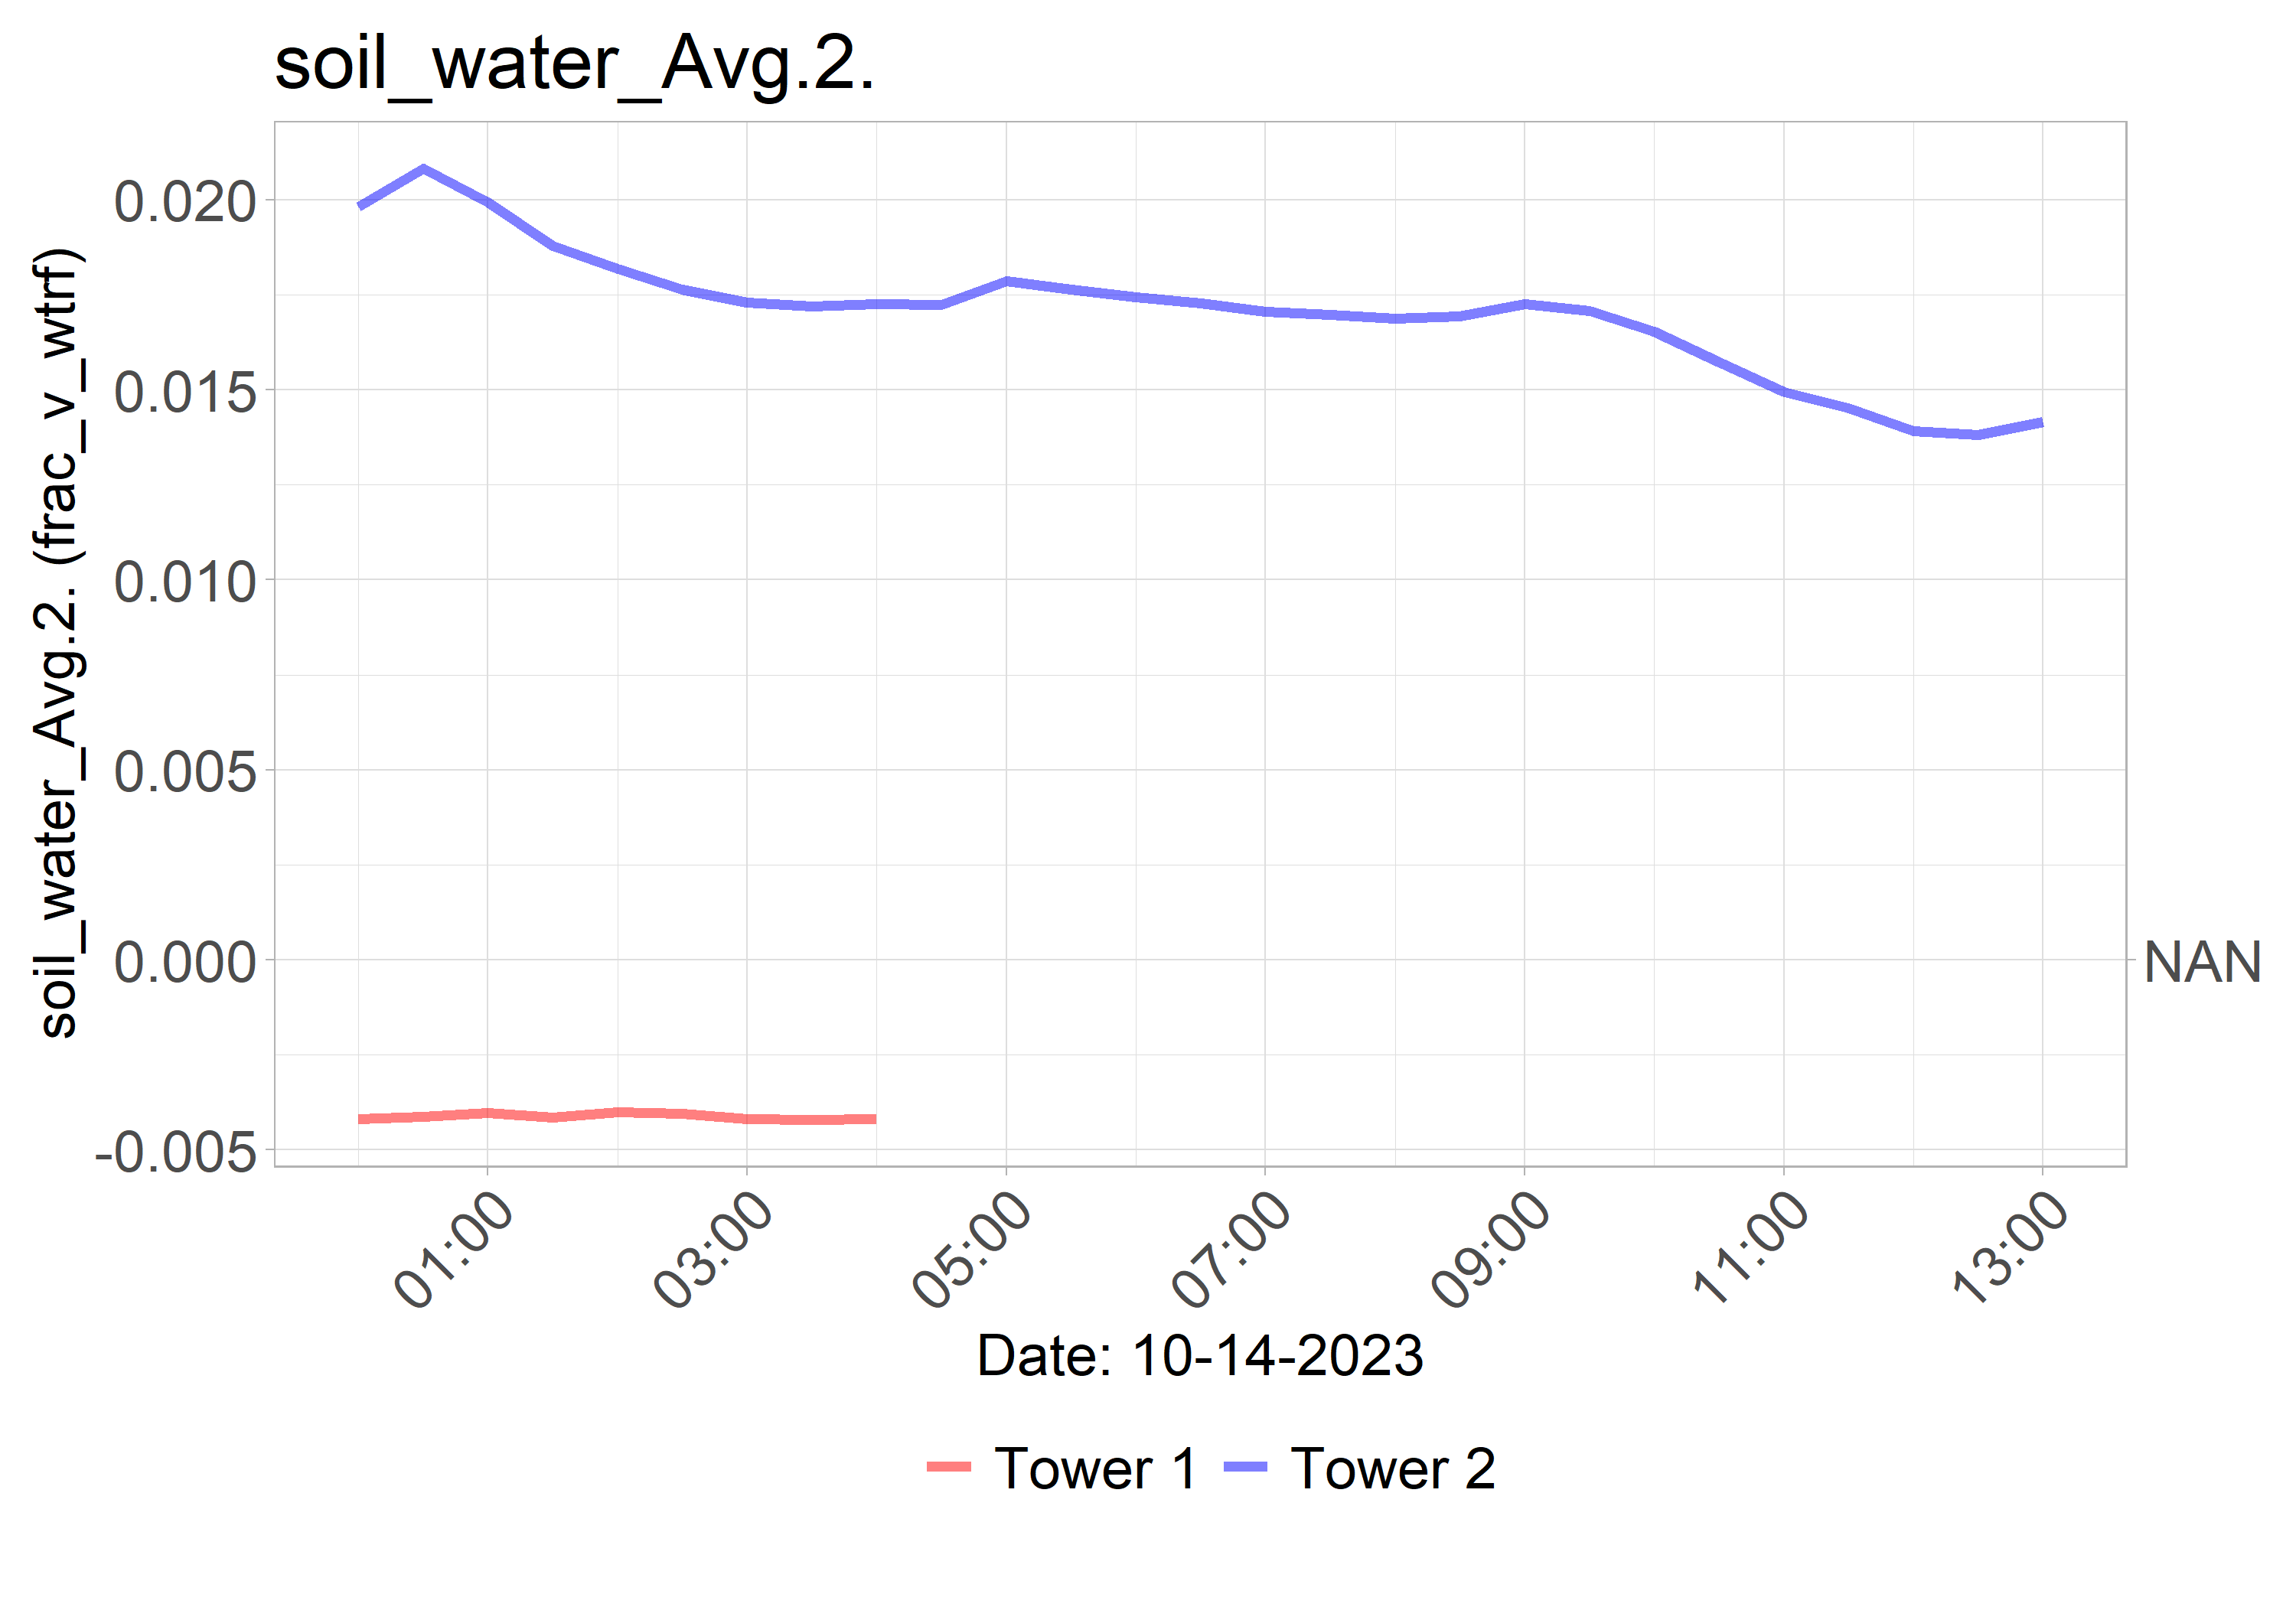 soil_water_Avg.2.
soil_water_Avg.2. (frac_v_wtrf)
0.020
0.015
0.010
0.005
0.000
-0.005
NAN
01:00
03:00
05:00
07:00
09:00
11:00
13:00
Date: 10-14-2023
Tower 1
Tower 2